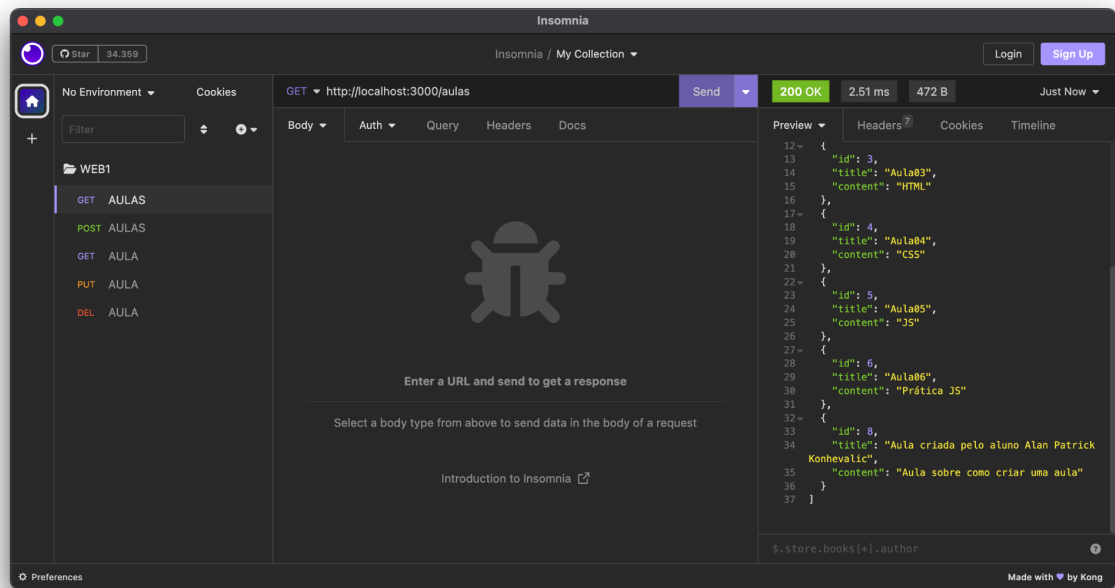 Insomnia
Star 34.359
Insomnia / My Collection
Login
Sign Up
No Environment
Cookies
Filter
WEB1
GET AULAS
POST AULAS
GET AULA
PUT AULA
DEL AULA
GET http://localhost:3000/aulas
Send
Body
Auth
Query
Headers
Docs
Enter a URL and send to get a response
Select a body type from above to send data in the body of a request
Introduction to Insomnia
200 OK
2.51 ms
472 B
Just Now
Preview
Headers 7
Cookies
Timeline
12 {
13 "id": 3,
14 "title": "Aula03",
15 "content": "HTML"
16 },
17 {
18 "id": 4,
19 "title": "Aula04",
20 "content": "CSS"
21 },
22 {
23 "id": 5,
24 "title": "Aula05",
25 "content": "JS"
26 },
27 {
28 "id": 6,
29 "title": "Aula06",
30 "content": "Prática JS"
31 },
32 {
33 "id": 8,
34 "title": "Aula criada pelo aluno Alan Patrick
Konhevalic",
35 "content": "Aula sobre como criar uma aula"
36 }
37 ]
$.store.books[*].author
Preferences
Made with ♥ by Kong